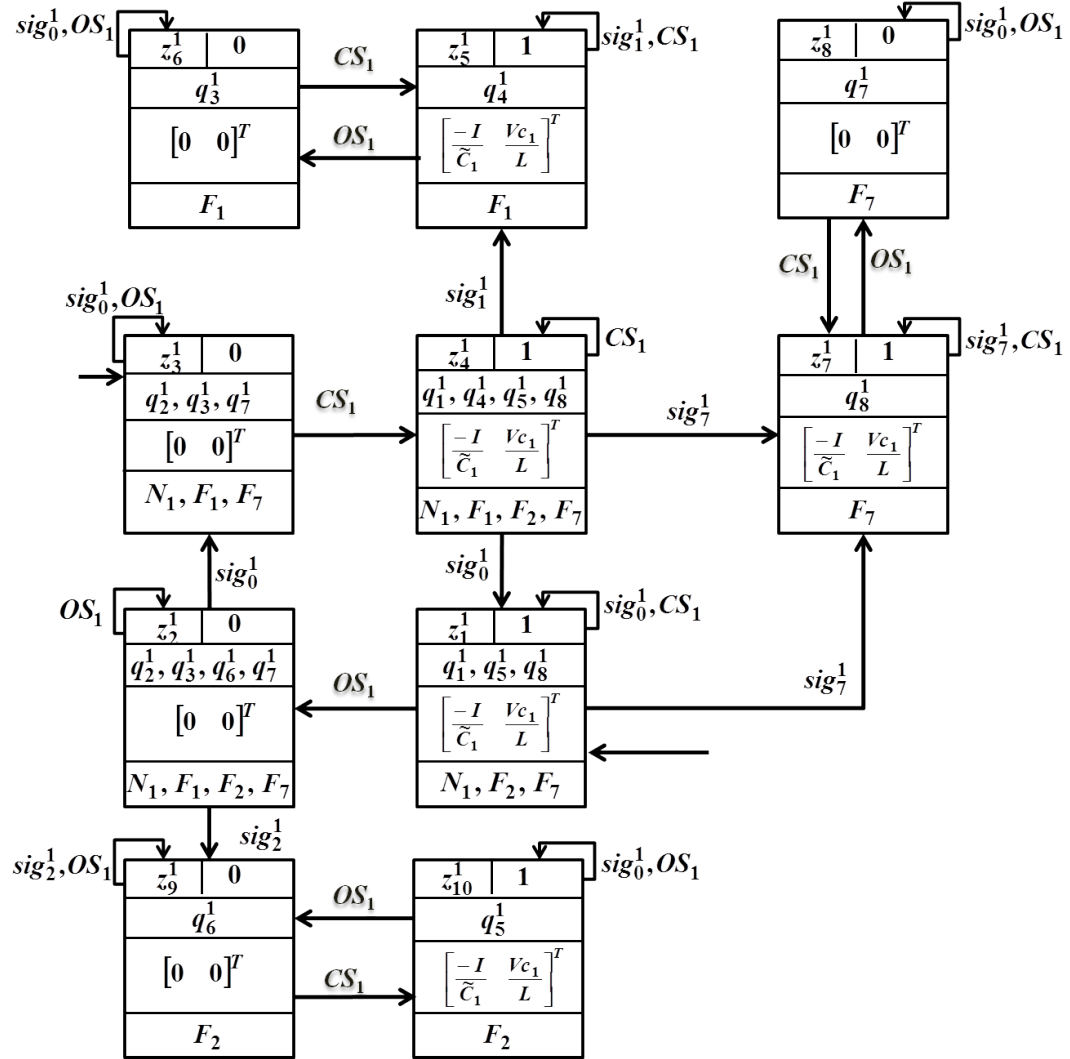 sig_0^1, OS_1
z_6^1 0
q_3^1
[0 0]^T
F_1
CS_1
OS_1
z_5^1 1
sig_1^1, CS_1
q_4^1
[-I/C̃_1 Vc_1/L]^T
F_1
z_8^1 0
sig_0^1, OS_1
q_7^1
[0 0]^T
F_7
CS_1
OS_1
sig_1^1
sig_0^1, OS_1
z_3^1 0
q_2^1, q_3^1, q_7^1
[0 0]^T
N_1, F_1, F_7
CS_1
z_4^1 1
CS_1
q_1^1, q_4^1, q_5^1, q_8^1
[-I/C̃_1 Vc_1/L]^T
N_1, F_1, F_2, F_7
sig_7^1
z_7^1 1
sig_7^1, CS_1
q_8^1
[-I/C̃_1 Vc_1/L]^T
F_7
sig_0^1
sig_0^1
OS_1
z_2^1 0
q_2^1, q_3^1, q_6^1, q_7^1
[0 0]^T
N_1, F_1, F_2, F_7
OS_1
z_1^1 1
sig_0^1, CS_1
q_1^1, q_5^1, q_8^1
[-I/C̃_1 Vc_1/L]^T
N_1, F_2, F_7
sig_7^1
sig_2^1
sig_2^1, OS_1
z_9^1 0
q_6^1
[0 0]^T
F_2
OS_1
CS_1
z_10^1 1
sig_0^1, OS_1
q_5^1
[-I/C̃_1 Vc_1/L]^T
F_2